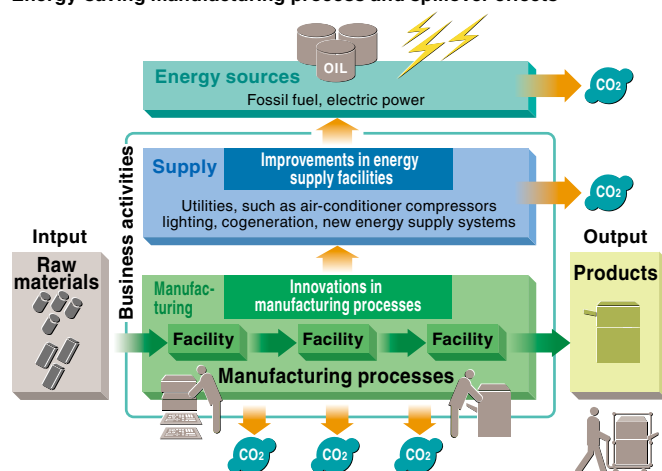 Energy-saving manufacturing process and spillover effects
OIL
Energy sources
Fossil fuel, electric power
CO2
Business activities
Supply
Improvements in energy
supply facilities
Utilities, such as air-conditioner compressors
lighting, cogeneration, new energy supply systems
CO2
Intput
Raw
materials
Manufac-
turing
Innovations in
manufacturing processes
Facility
Facility
Facility
Manufacturing processes
Output
Products
CO2
CO2
CO2